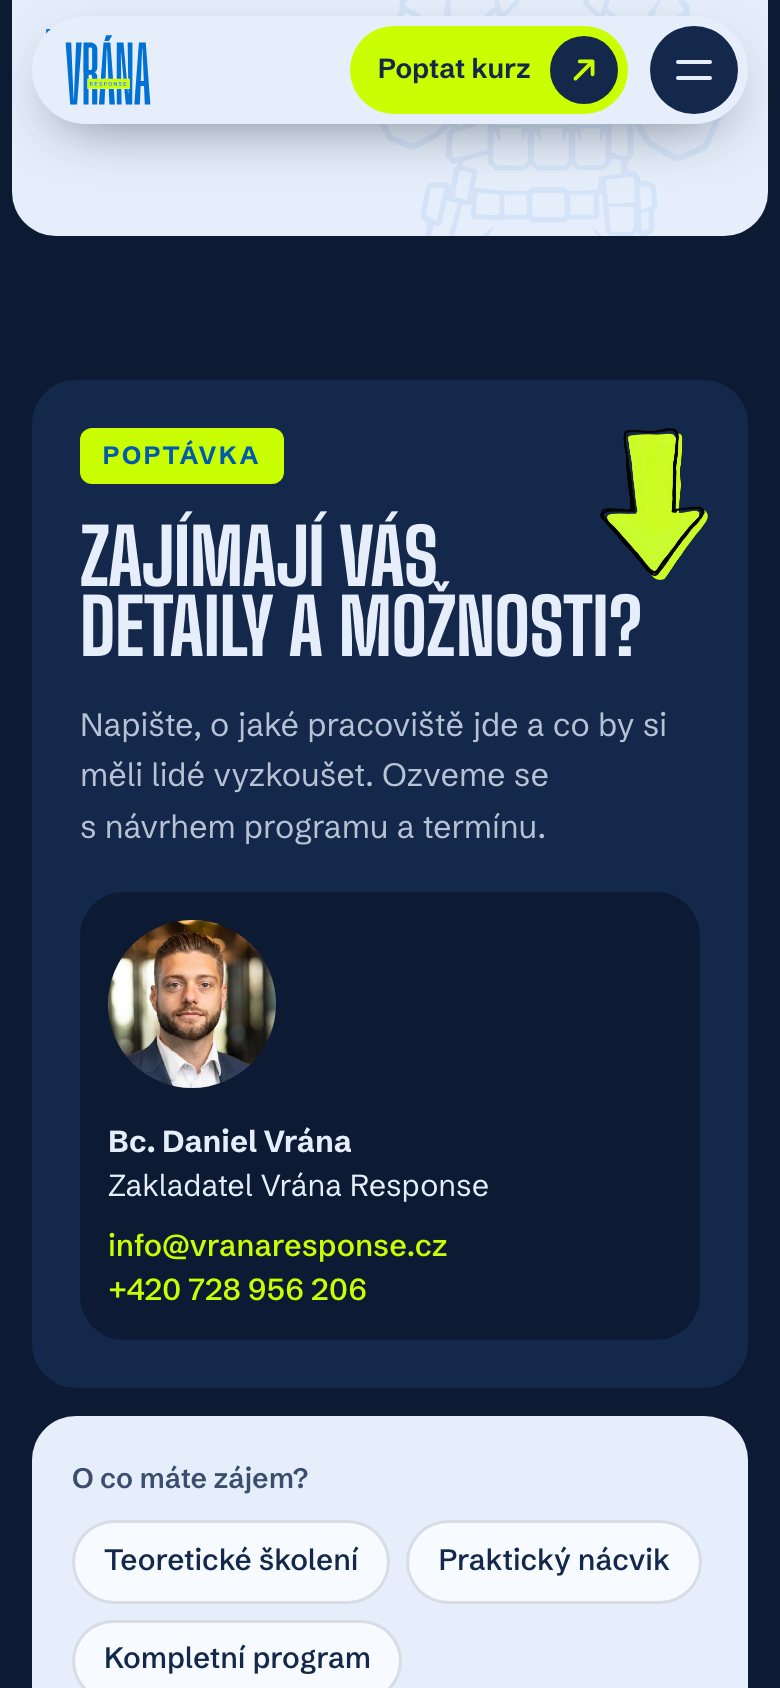 VRÁNA
RESPONSE
Poptat kurz
POPTÁVKA
ZAJÍMAJÍ VÁS
DETAILY A MOŽNOSTI?
Napište, o jaké pracoviště jde a co by si
měli lidé vyzkoušet. Ozveme se
s návrhem programu a termínu.
Bc. Daniel Vrána
Zakladatel Vrána Response
info@vranaresponse.cz
+420 728 956 206
O co máte zájem?
Teoretické školení
Praktický nácvik
Kompletní program